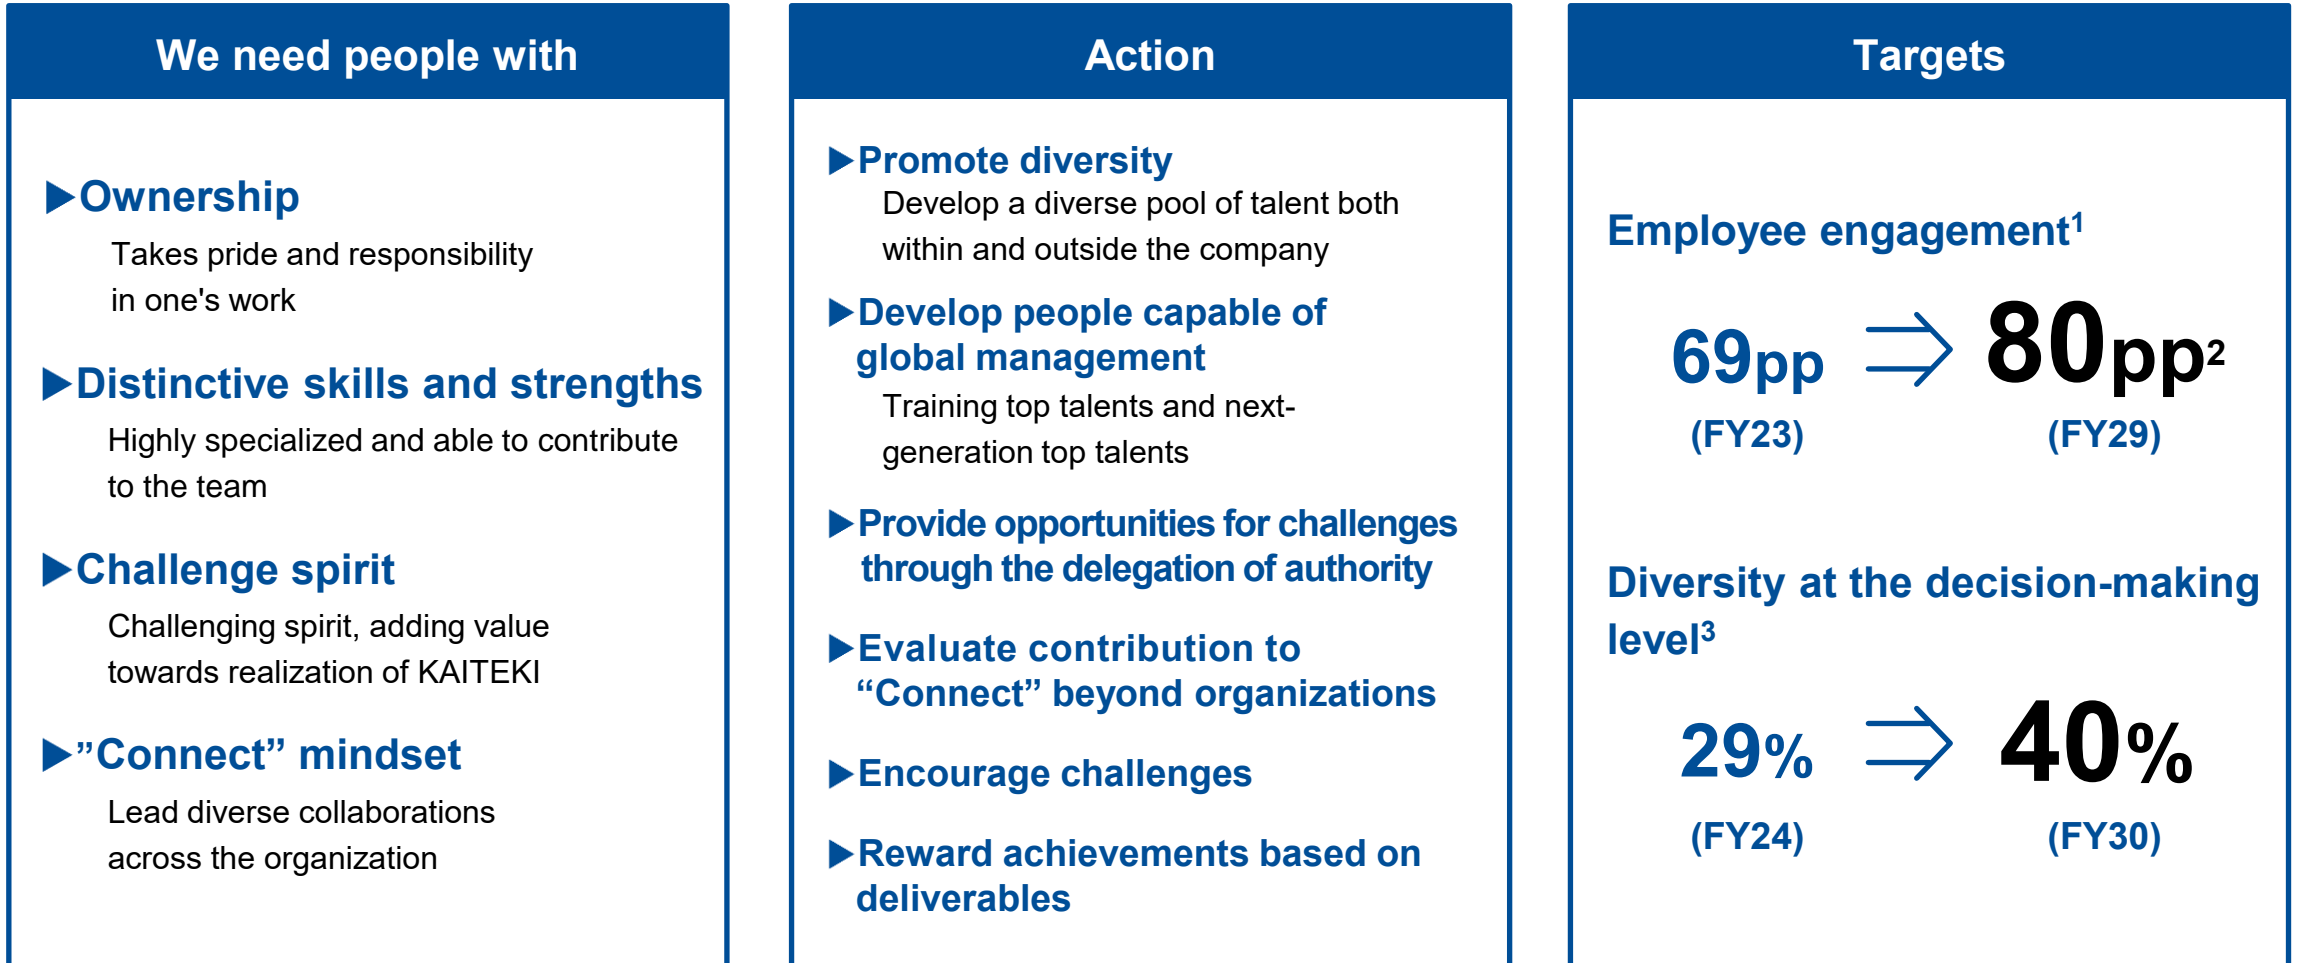 We need people with
▶Ownership
Takes pride and responsibility
in one's work
▶Distinctive skills and strengths
Highly specialized and able to contribute
to the team
▶Challenge spirit
Challenging spirit, adding value
towards realization of KAITEKI
▶”Connect” mindset
Lead diverse collaborations
across the organization
Action
▶Promote diversity
Develop a diverse pool of talent both
within and outside the company
▶Develop people capable of
global management
Training top talents and next-
generation top talents
▶Provide opportunities for challenges
through the delegation of authority
▶Evaluate contribution to
“Connect” beyond organizations
▶Encourage challenges
▶Reward achievements based on
deliverables
Targets
Employee engagement¹
69pp ⇒ 80pp²
(FY23) (FY29)
Diversity at the decision-making
level³
29% ⇒ 40%
(FY24) (FY30)